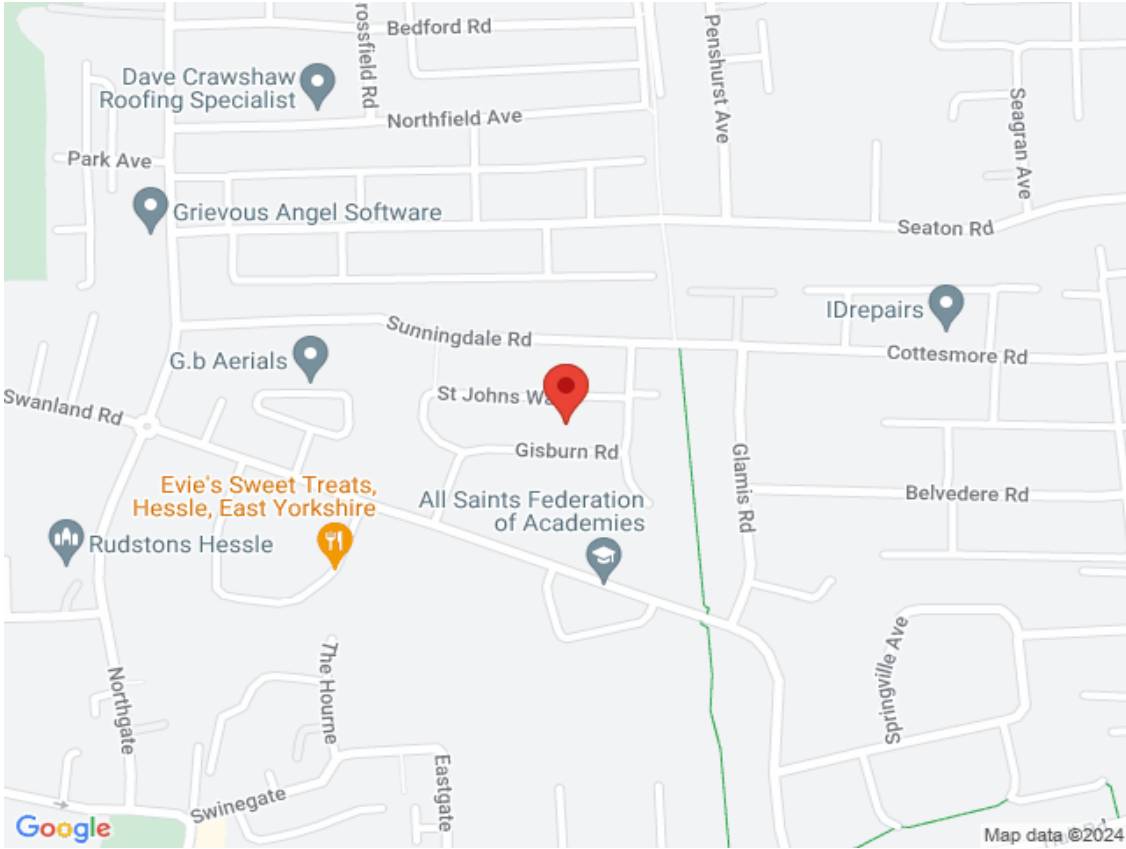 Bedford Rd
rossfield Rd
Penshurst Ave
Dave Crawshaw
Roofing Specialist
Northfield Ave
Seagran Ave
Park Ave
Grievous Angel Software
Seaton Rd
IDrepairs
Sunningdale Rd
Cottesmore Rd
G.b Aerials
St Johns Wa
Swanland Rd
Gisburn Rd
Glamis Rd
Evie's Sweet Treats,
Hessle, East Yorkshire
All Saints Federation
of Academies
Belvedere Rd
Rudstons Hessle
The Hourne
Springville Ave
Northgate
Eastgate
Swinegate
Google
Map data ©2024